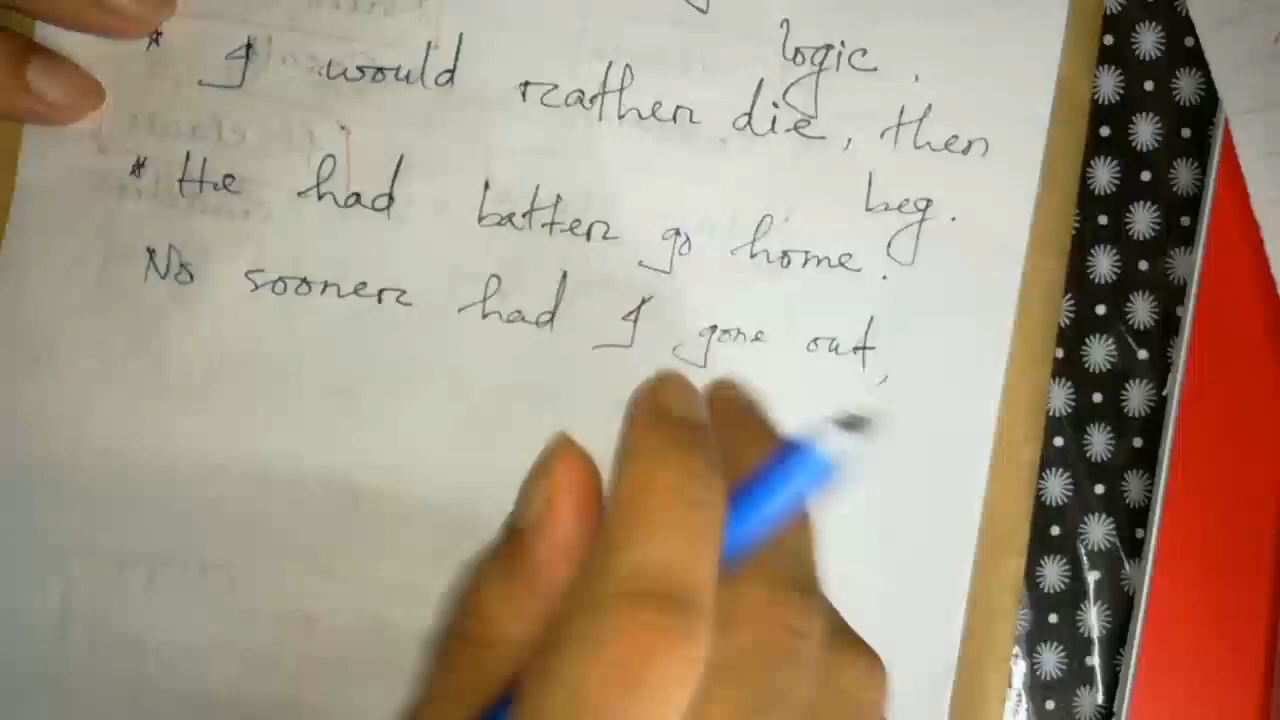 logic.
* I would rather die, then
beg.
* He had batter go home.
* No sooner had I gone out,